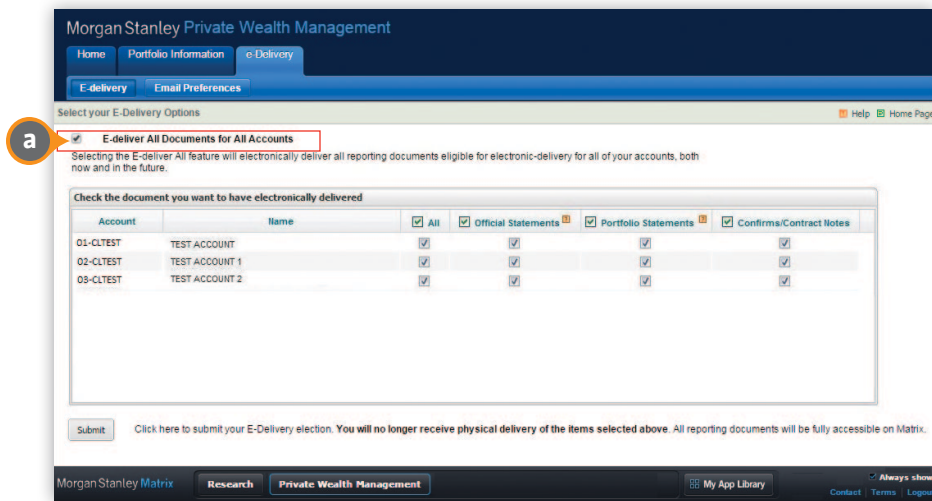 Morgan Stanley Private Wealth Management
Home Portfolio Information e-Delivery
E-delivery Email Preferences
Select your E-Delivery Options Help Home Page
a
E-deliver All Documents for All Accounts
Selecting the E-deliver All feature will electronically deliver all reporting documents eligible for electronic-delivery for all of your accounts, both
now and in the future.
Check the document you want to have electronically delivered
Account Name All Official Statements Portfolio Statements Confirms/Contract Notes
01-CLTEST TEST ACCOUNT
02-CLTEST TEST ACCOUNT 1
03-CLTEST TEST ACCOUNT 2
Submit Click here to submit your E-Delivery election. You will no longer receive physical delivery of the items selected above. All reporting documents will be fully accessible on Matrix.
Morgan Stanley Matrix Research Private Wealth Management My App Library Always show
Contact | Terms | Logout